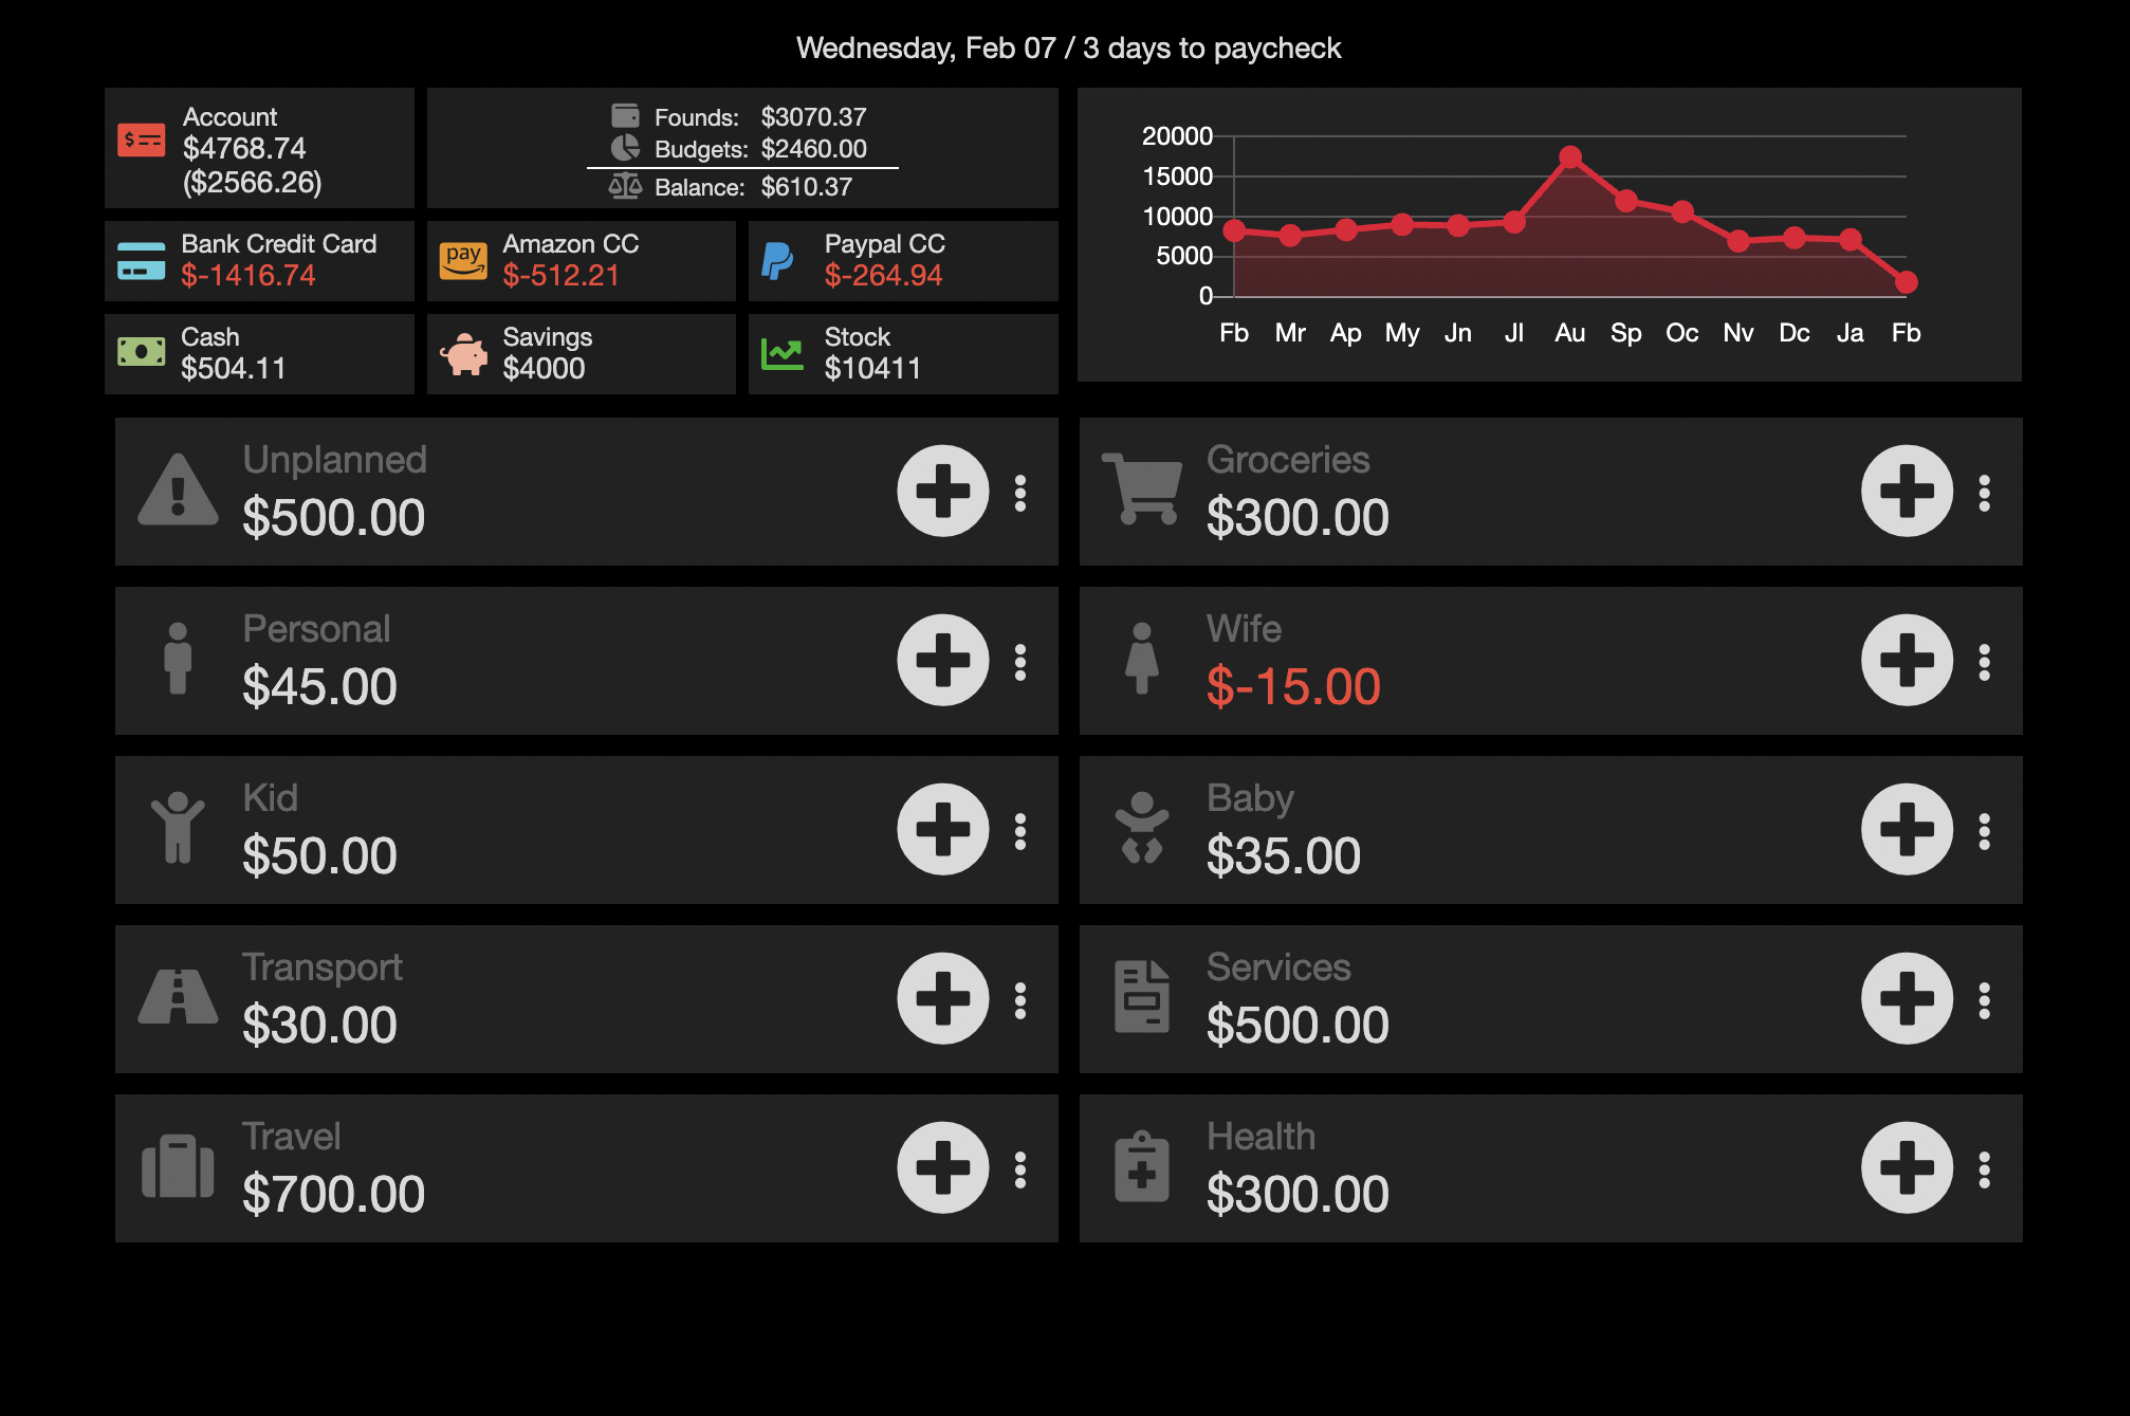 Wednesday, Feb 07 / 3 days to paycheck
Account
$4768.74
($2566.26)
Founds: $3070.37
Budgets: $2460.00
Balance: $610.37
Bank Credit Card
$-1416.74
pay
Amazon CC
$-512.21
Paypal CC
$-264.94
Cash
$504.11
Savings
$4000
Stock
$10411
20000
15000
10000
5000
0
Fb Mr Ap My Jn Jl Au Sp Oc Nv Dc Ja Fb
Unplanned
$500.00
Groceries
$300.00
Personal
$45.00
Wife
$-15.00
Kid
$50.00
Baby
$35.00
Transport
$30.00
Services
$500.00
Travel
$700.00
Health
$300.00